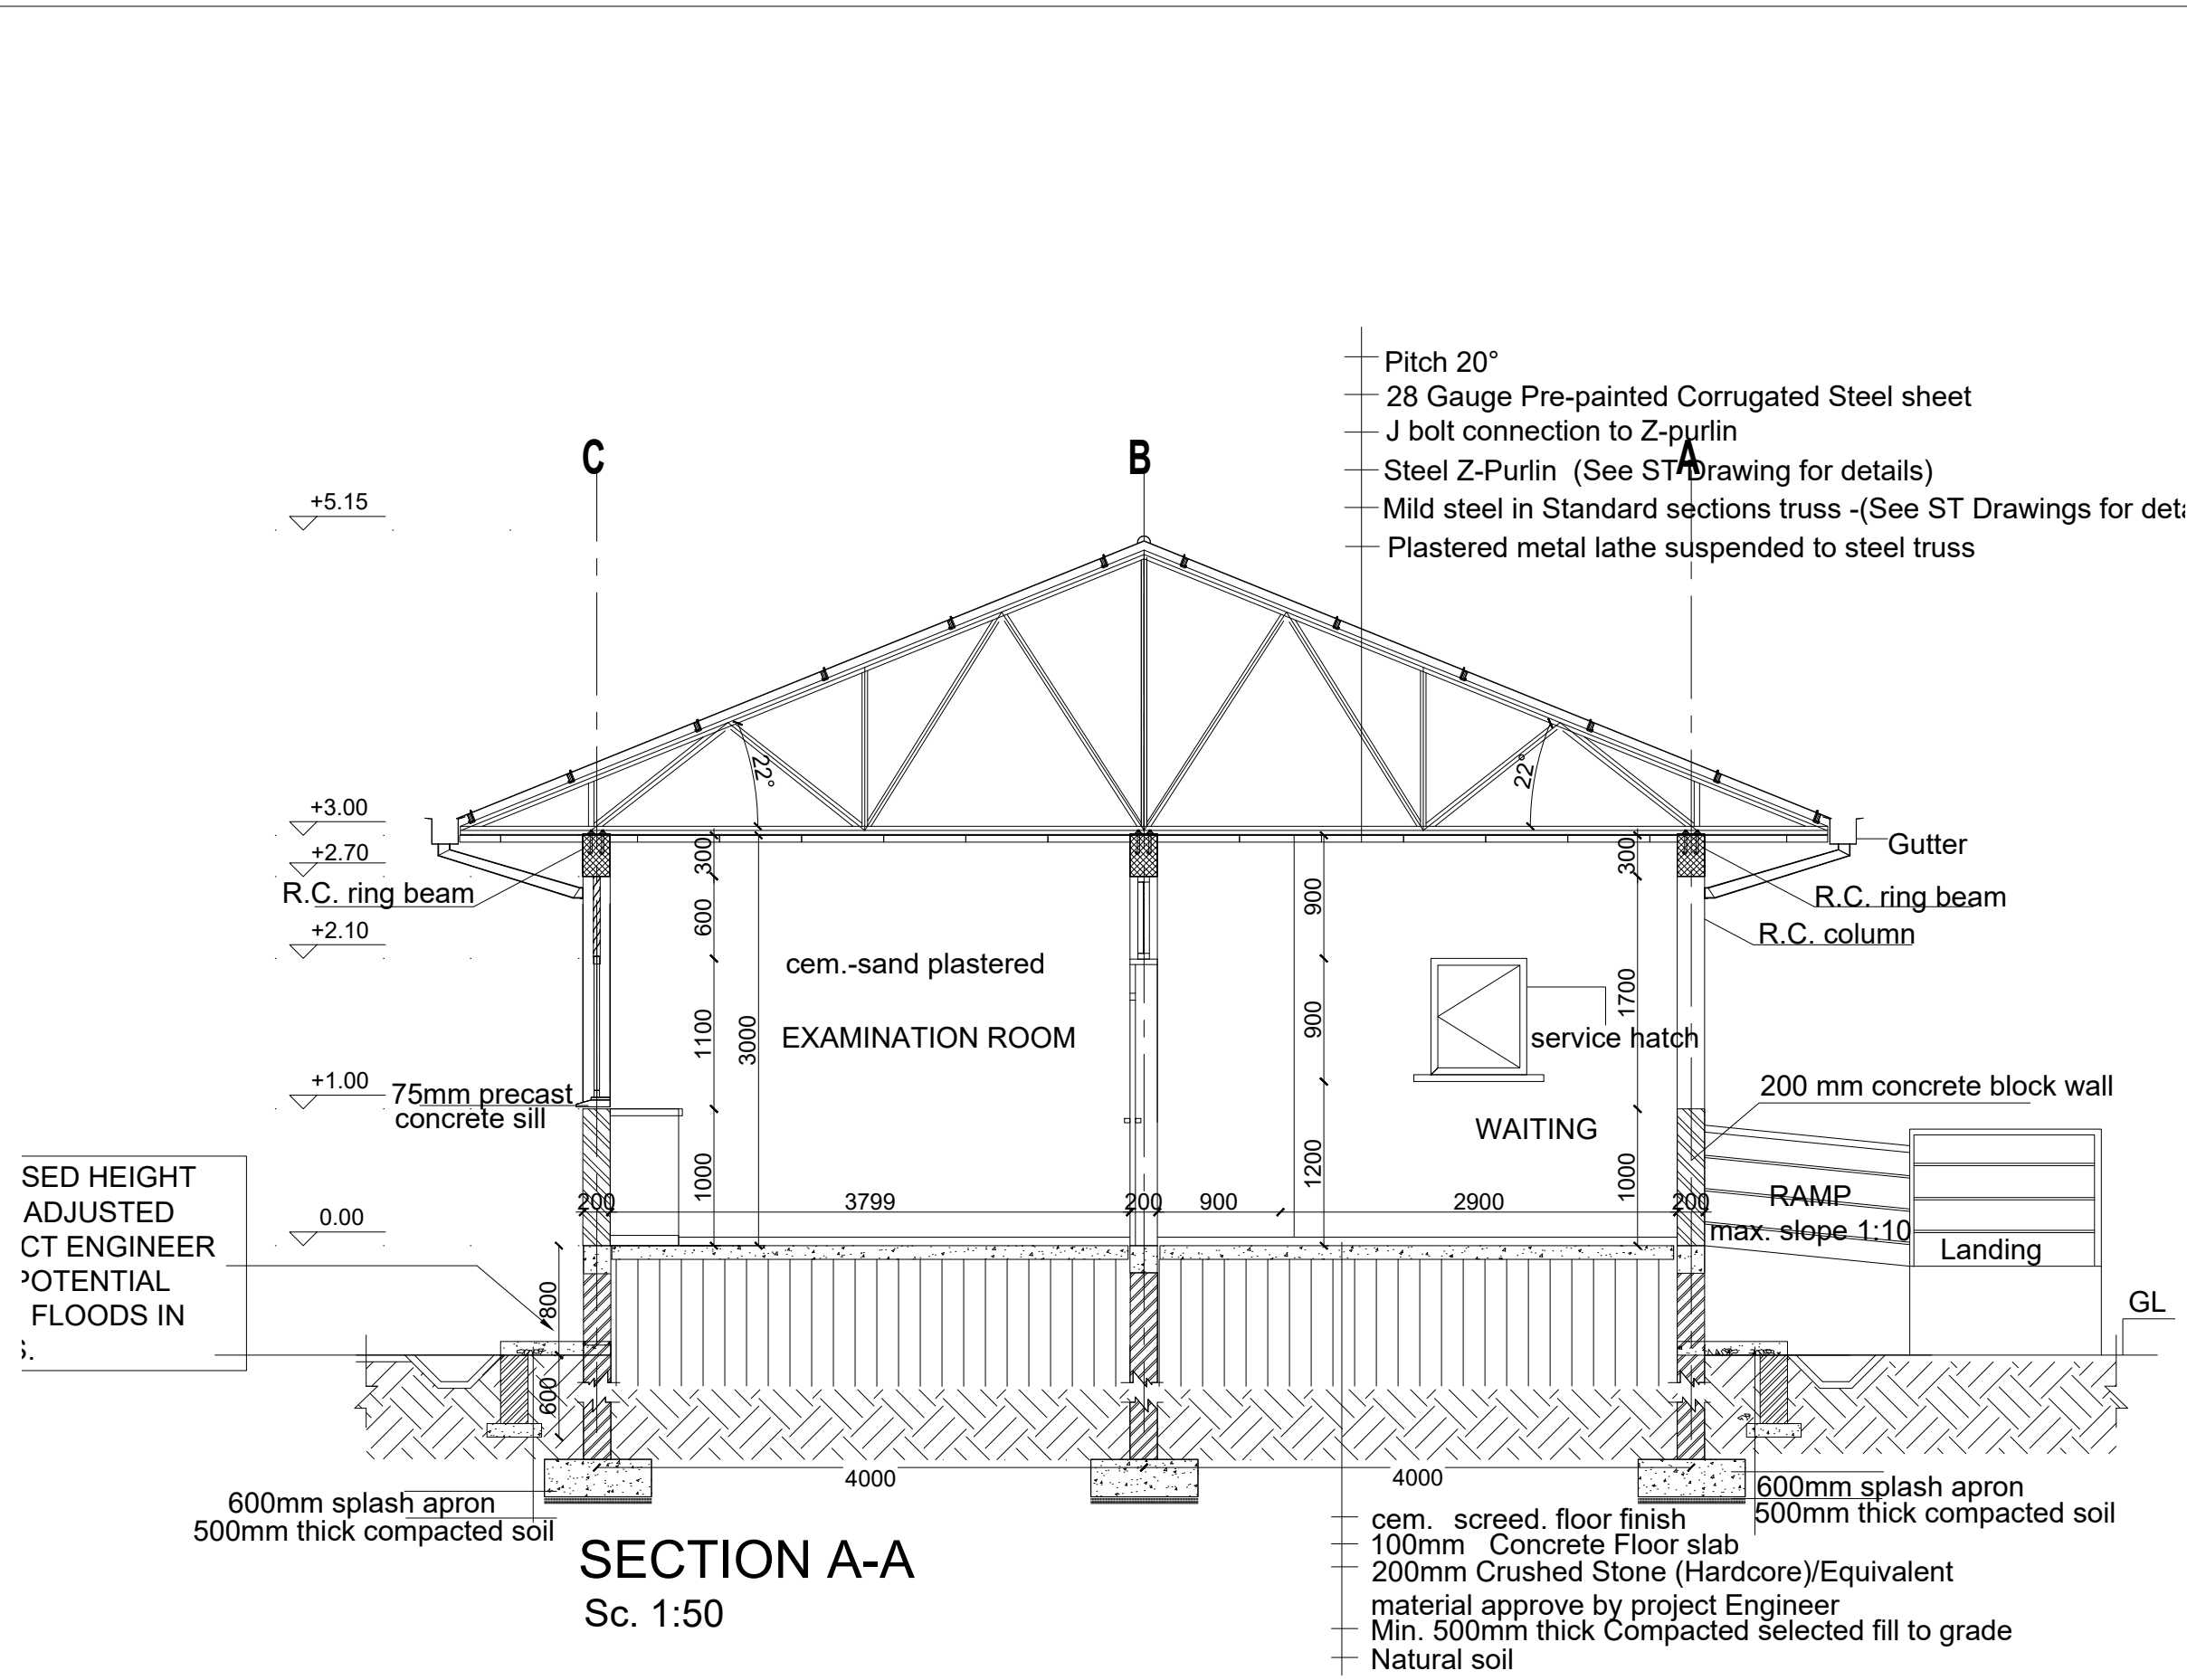 Pitch 20°
28 Gauge Pre-painted Corrugated Steel sheet
J bolt connection to Z-purlin
C
B
A
Steel Z-Purlin (See ST Drawing for details)
+5.15
Mild steel in Standard sections truss -(See ST Drawings for
Plastered metal lathe suspended to steel truss
22°
22°
+3.00
+2.70
300
300
Gutter
R.C. ring beam
R.C. ring beam
600
900
+2.10
R.C. column
cem.-sand plastered
1100
3000
EXAMINATION ROOM
900
1700
service hatch
+1.00
75mm precast
concrete sill
200 mm concrete block wall
WAITING
1000
1200
1000
SED HEIGHT
ADJUSTED
CT ENGINEER
POTENTIAL
FLOODS IN
200
3799
200
900
2900
200
RAMP
max. slope 1:10
0.00
Landing
800
GL
600
4000
4000
600mm splash apron
500mm thick compacted soil
600mm splash apron
500mm thick compacted soil
SECTION A-A
Sc. 1:50
cem. screed. floor finish
100mm Concrete Floor slab
200mm Crushed Stone (Hardcore)/Equivalent
material approve by project Engineer
Min. 500mm thick Compacted selected fill to grade
Natural soil